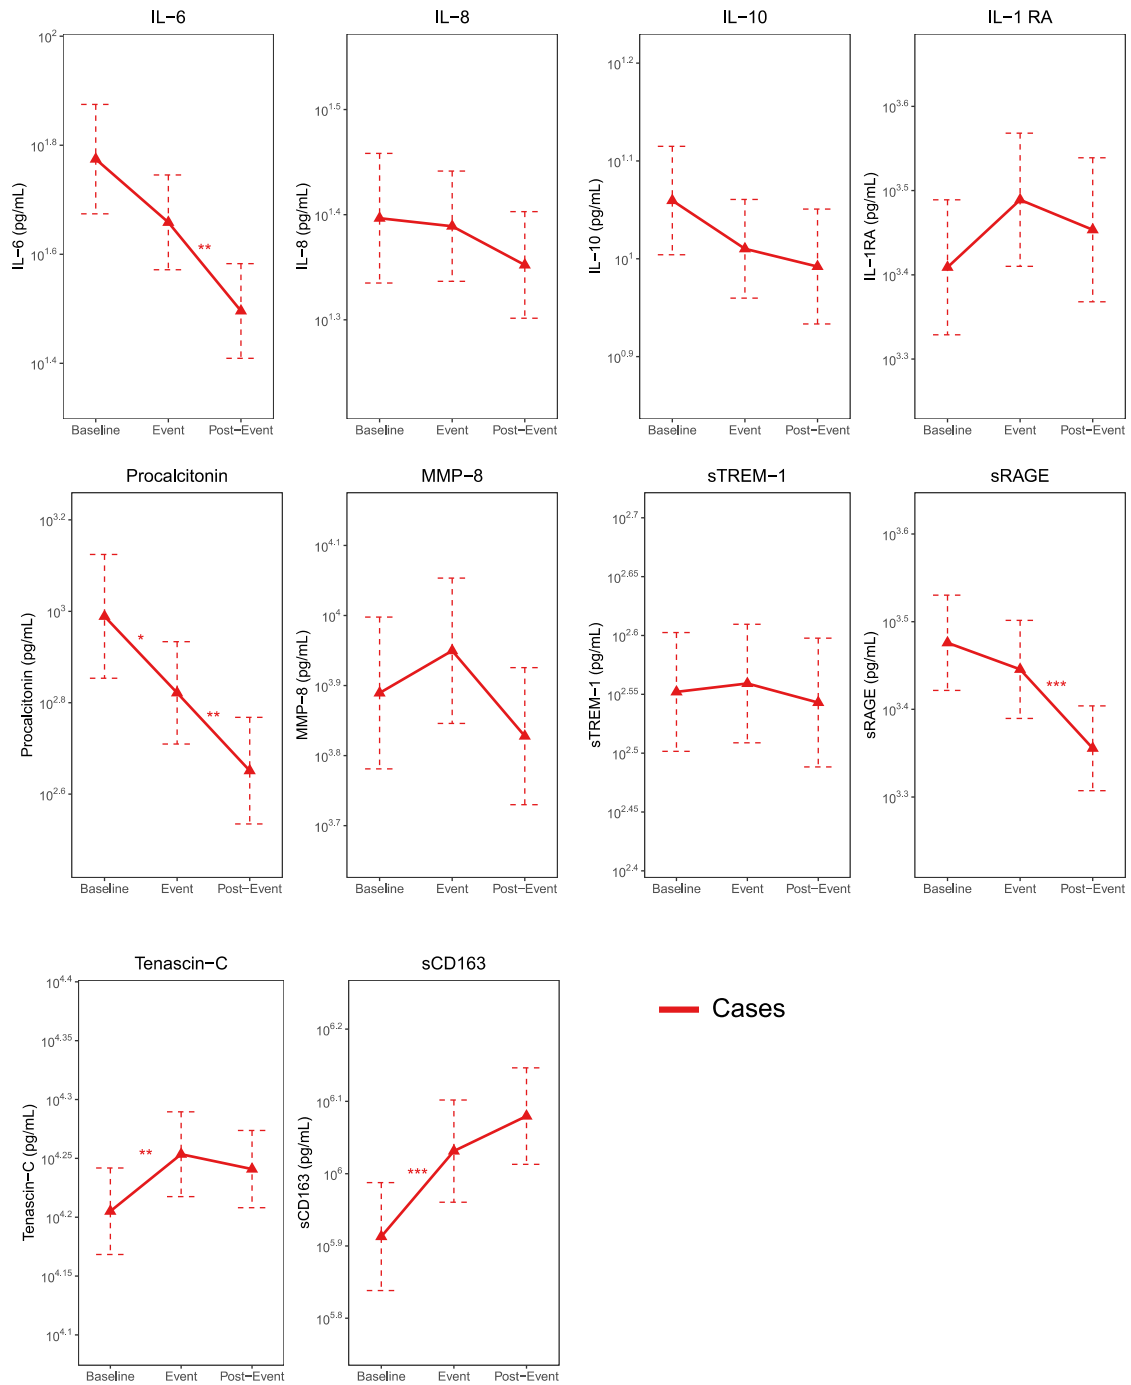 IL−6
IL−8
IL−10
IL−1 RA
IL−6 (pg/mL)
10^2
10^1.8
10^1.6
10^1.4
**
Baseline Event Post−Event
IL−8 (pg/mL)
10^1.5
10^1.4
10^1.3
Baseline Event Post−Event
IL−10 (pg/mL)
10^1.2
10^1.1
10^1
10^0.9
Baseline Event Post−Event
IL−1RA (pg/mL)
10^3.6
10^3.5
10^3.4
10^3.3
Baseline Event Post−Event
Procalcitonin
MMP−8
sTREM−1
sRAGE
Procalcitonin (pg/mL)
10^3.2
10^3
10^2.8
10^2.6
*
**
Baseline Event Post−Event
MMP−8 (pg/mL)
10^4.1
10^4
10^3.9
10^3.8
10^3.7
Baseline Event Post−Event
sTREM−1 (pg/mL)
10^2.7
10^2.65
10^2.6
10^2.55
10^2.5
10^2.45
10^2.4
Baseline Event Post−Event
sRAGE (pg/mL)
10^3.6
10^3.5
10^3.4
10^3.3
***
Baseline Event Post−Event
Tenascin−C
sCD163
Tenascin−C (pg/mL)
10^4.4
10^4.35
10^4.3
10^4.25
10^4.2
10^4.15
10^4.1
**
Baseline Event Post−Event
sCD163 (pg/mL)
10^6.2
10^6.1
10^6
10^5.9
10^5.8
***
Baseline Event Post−Event
Cases